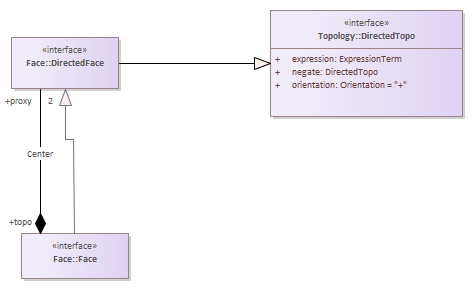 «interface»
Topology::DirectedTopo
+ expression: ExpressionTerm
+ negate: DirectedTopo
+ orientation: Orientation = "+"
«interface»
Face::DirectedFace
+proxy 2
Center
+topo
«interface»
Face::Face